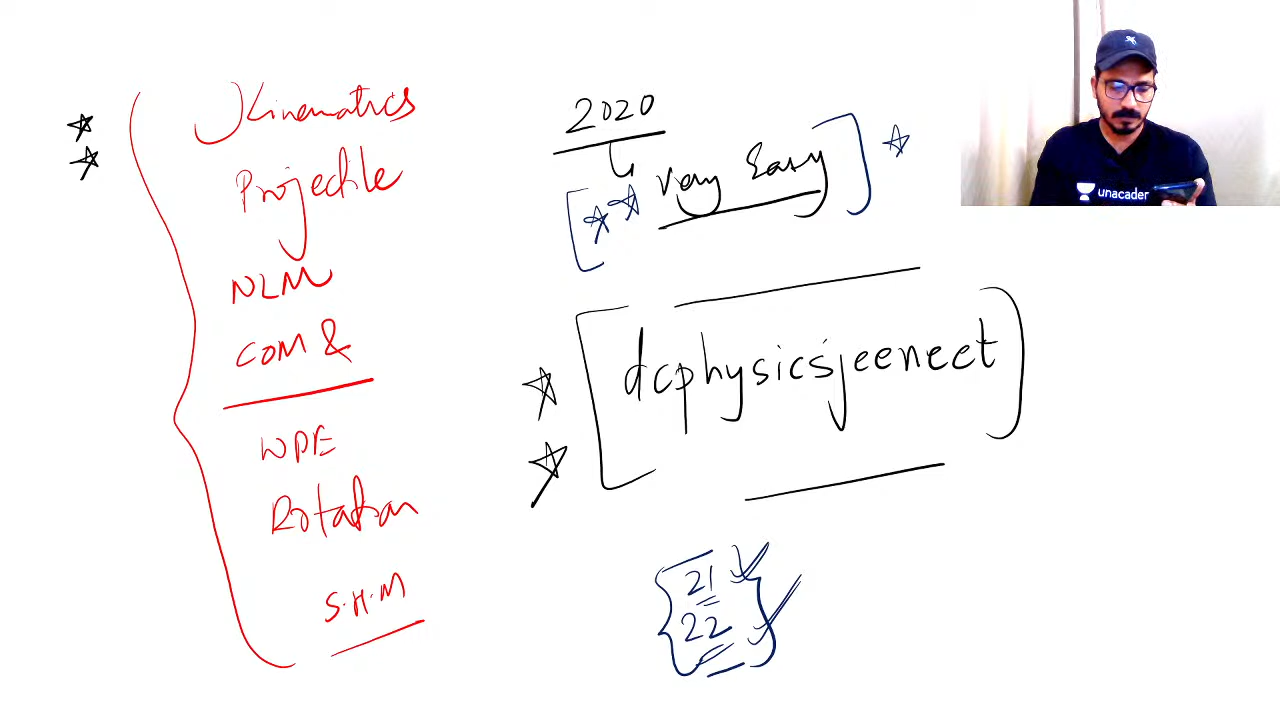 Kinematics
Projectile
NLM
COM &
WPE
Rotation
S.H.M
2020
Very Easy
dcphysicsjeeneet
21
22
unacader